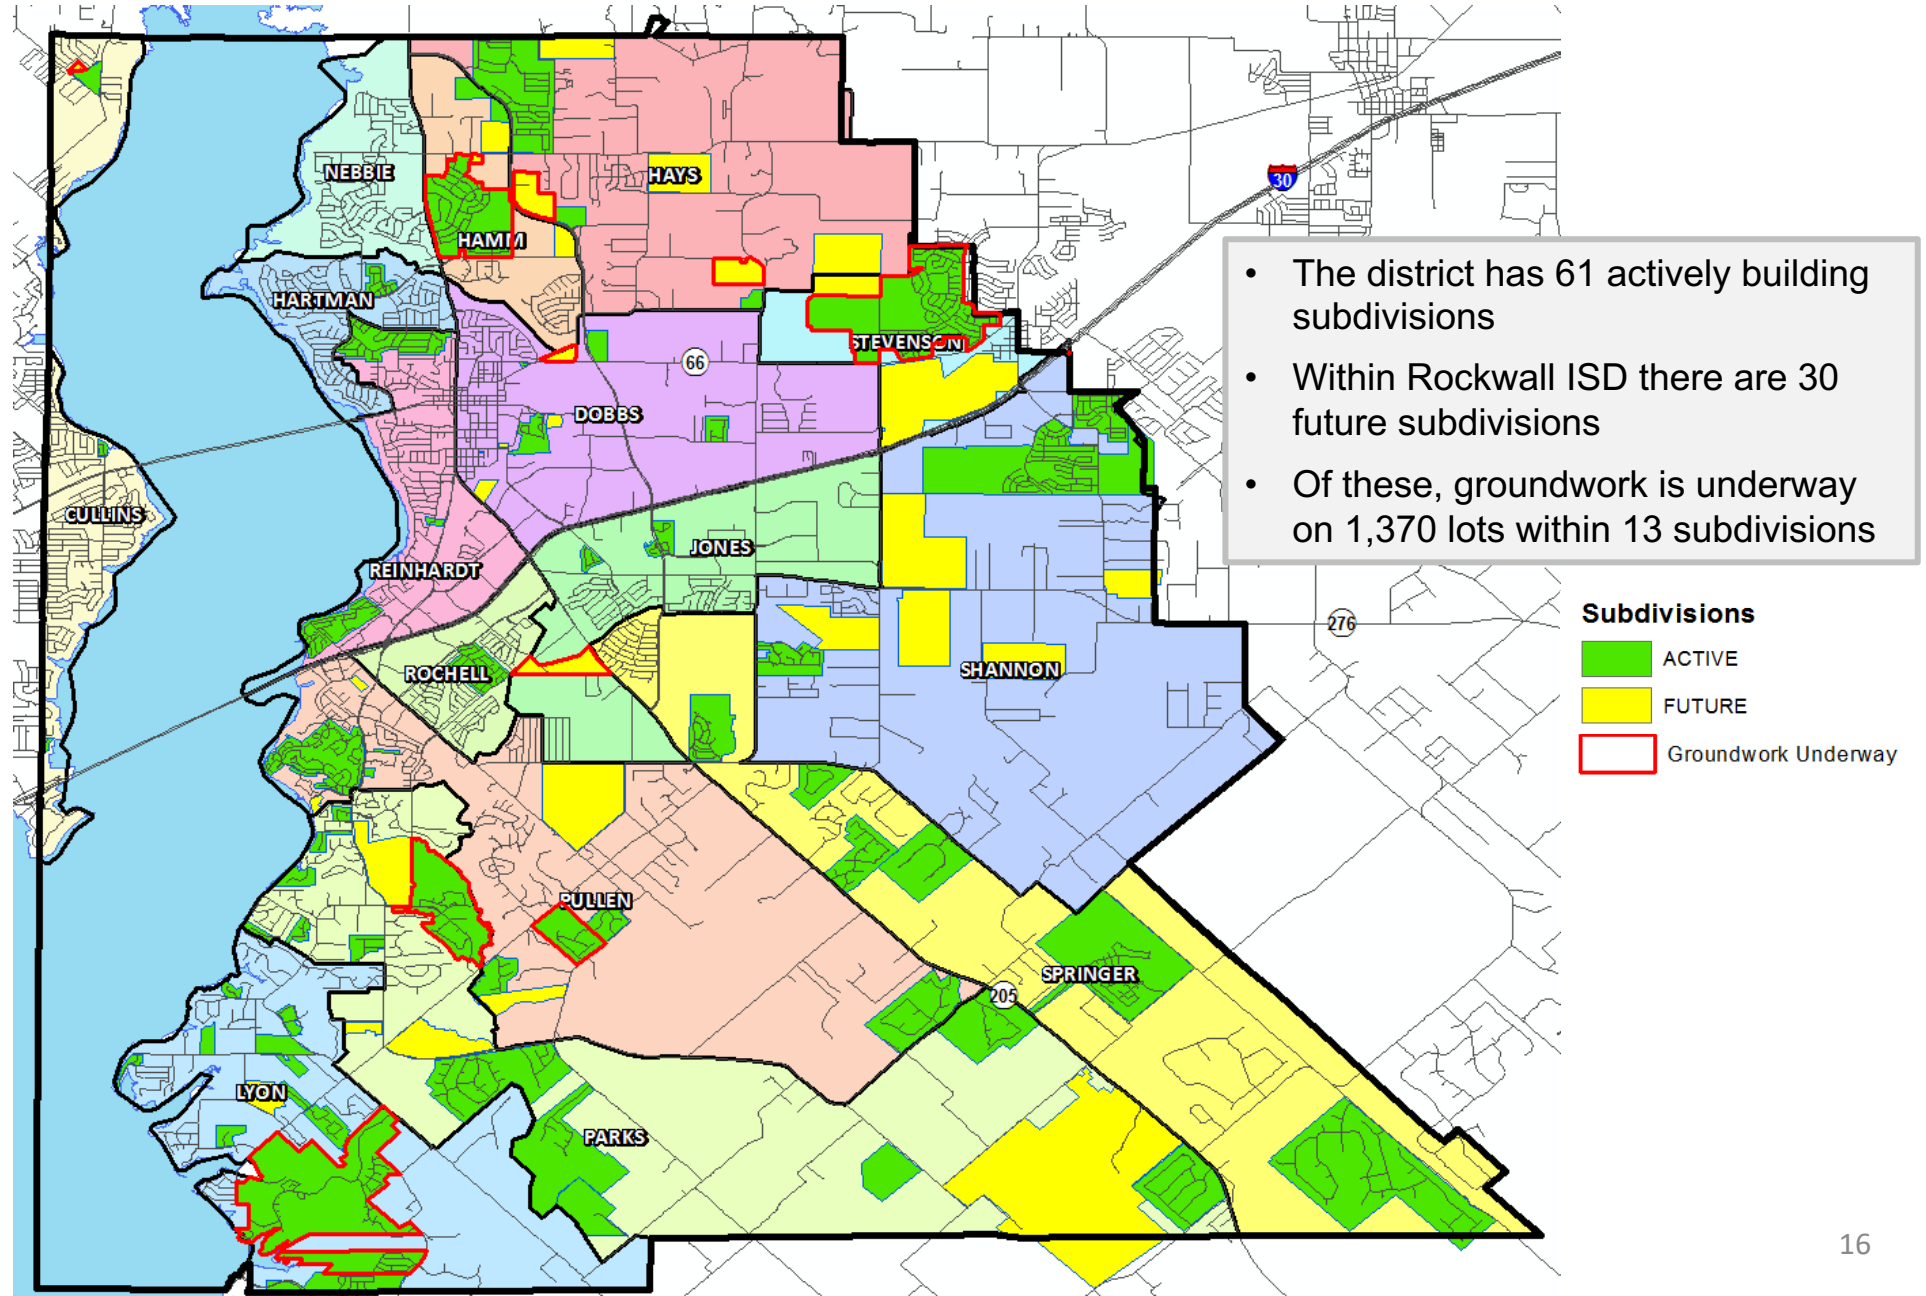 NEBBIE
HAYS
30
HAMM
HARTMAN
STEVENSON
66
DOBBS
CULLINS
JONES
REINHARDT
276
ROCHELL
SHANNON
PULLEN
SPRINGER
205
LYON
PARKS
• The district has 61 actively building
subdivisions
• Within Rockwall ISD there are 30
future subdivisions
• Of these, groundwork is underway
on 1,370 lots within 13 subdivisions
Subdivisions
ACTIVE
FUTURE
Groundwork Underway
16